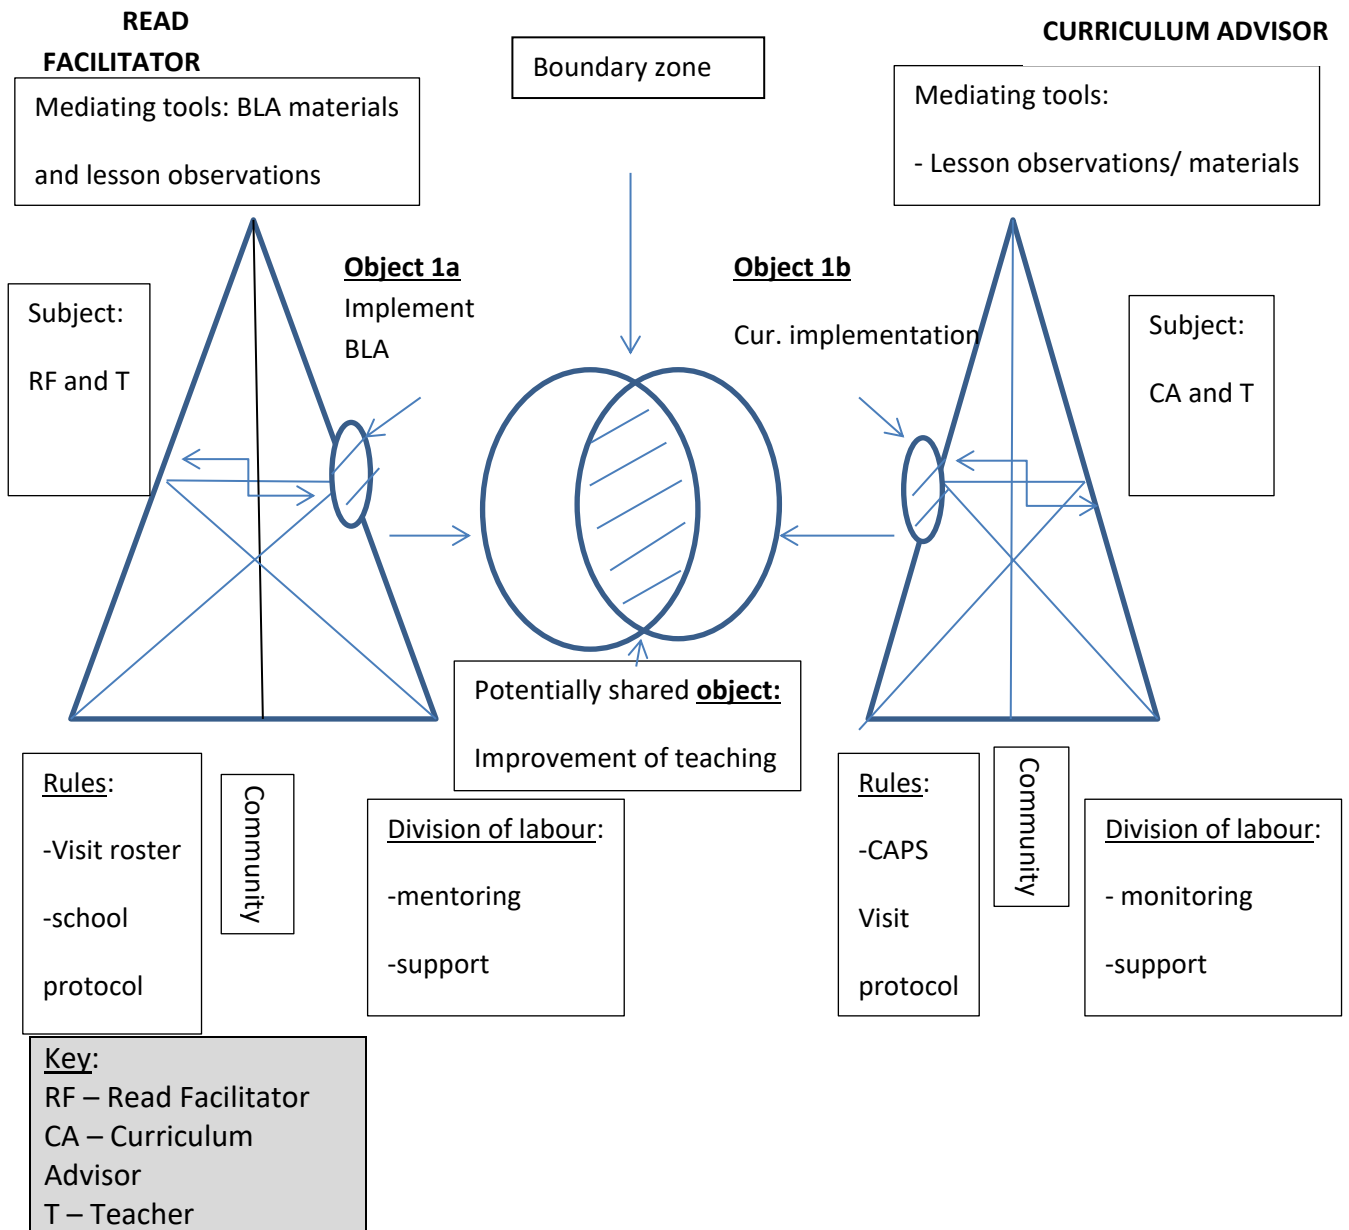 READ
FACILITATOR
CURRICULUM ADVISOR
Boundary zone
Mediating tools: BLA materials
and lesson observations
Mediating tools:
- Lesson observations/ materials
Object 1a
Implement
BLA
Object 1b
Cur. implementation
Subject:
RF and T
Subject:
CA and T
Potentially shared object:
Improvement of teaching
Rules:
-Visit roster
-school
protocol
Community
Division of labour:
-mentoring
-support
Rules:
-CAPS
Visit
protocol
Community
Division of labour:
- monitoring
-support
Key:
RF – Read Facilitator
CA – Curriculum
Advisor
T – Teacher